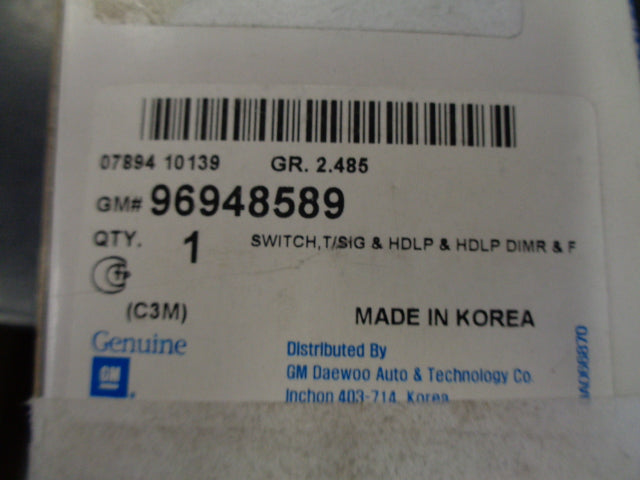 07894 10139 GR. 2.485
GM# 96948589
QTY. 1 SWITCH,T/SIG & HDLP & HDLP DIMR & F
(C3M) MADE IN KOREA
Genuine
GM
Distributed By
GM Daewoo Auto & Technology Co.
Inchon 403-714, Korea